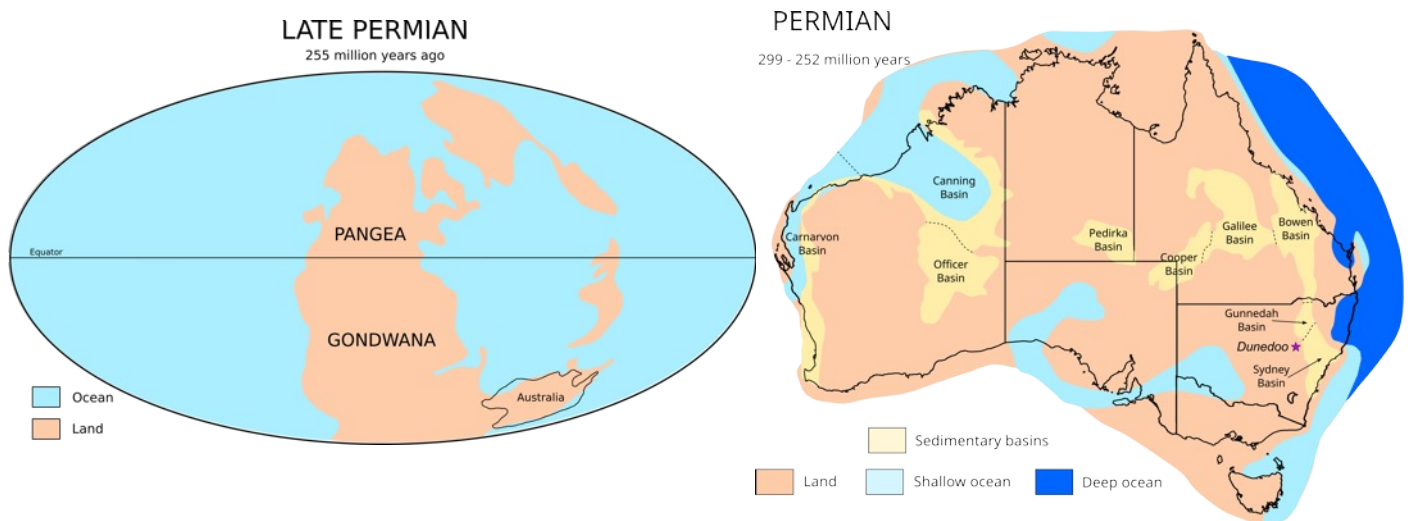 LATE PERMIAN
255 million years ago
Equator
PANGEA
GONDWANA
Australia
Ocean
Land
PERMIAN
299 - 252 million years
Canning
Basin
Carnarvon
Basin
Officer
Basin
Pedirka
Basin
Cooper
Basin
Galilee
Basin
Bowen
Basin
Gunnedah
Basin
Dunedoo
Sydney
Basin
Sedimentary basins
Land
Shallow ocean
Deep ocean